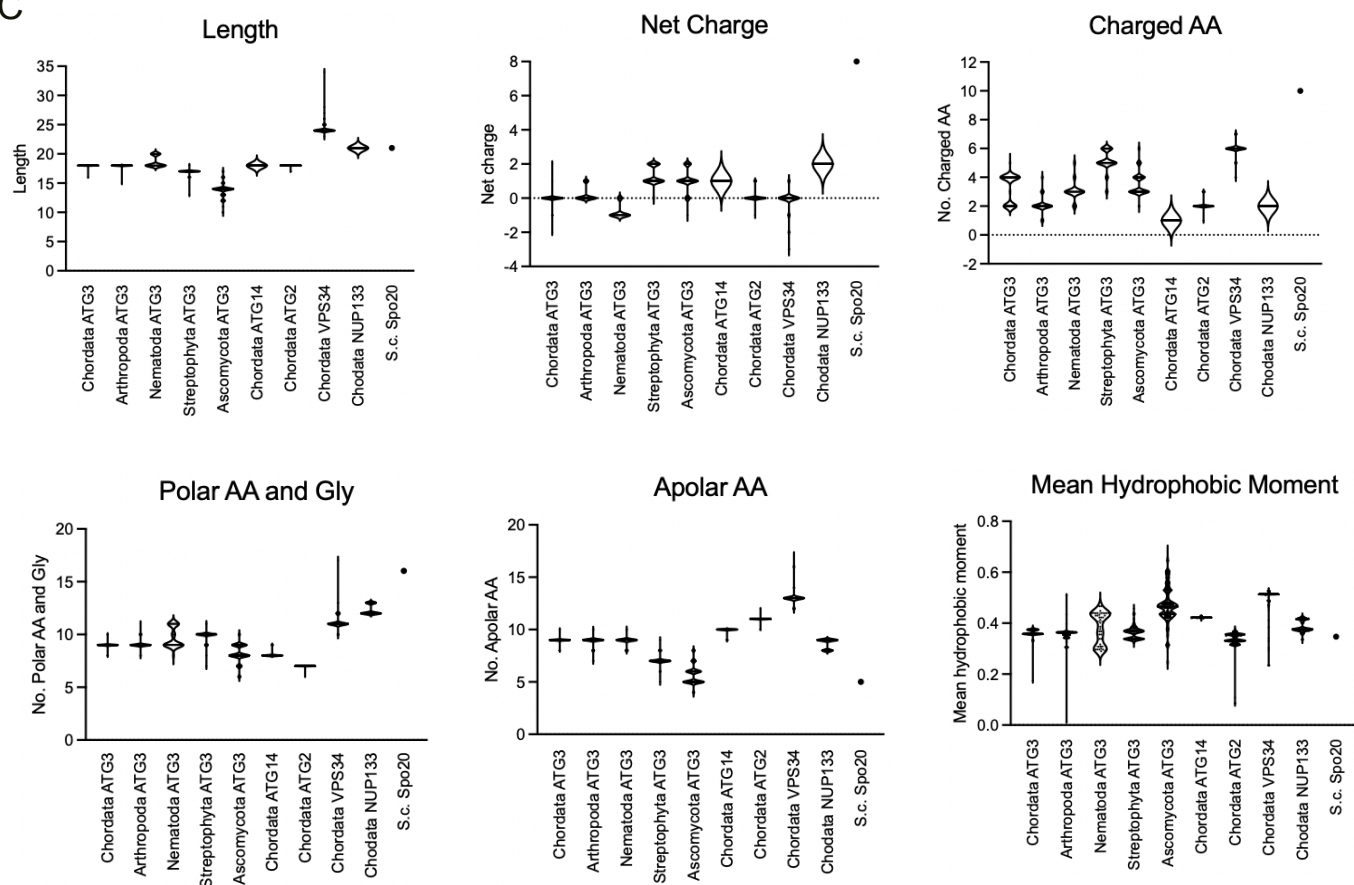 C
Length
Net Charge
Charged AA
Length
35
30
25
20
15
10
5
0
Chordata ATG3
Arthropoda ATG3
Nematoda ATG3
Streptophyta ATG3
Ascomycota ATG3
Chordata ATG14
Chordata ATG2
Chordata VPS34
Chodata NUP133
S.c. Spo20
Net charge
8
6
4
2
0
-2
-4
Chordata ATG3
Arthropoda ATG3
Nematoda ATG3
Streptophyta ATG3
Ascomycota ATG3
Chordata ATG14
Chordata ATG2
Chordata VPS34
Chodata NUP133
S.c. Spo20
No. Charged AA
12
10
8
6
4
2
0
-2
Chordata ATG3
Arthropoda ATG3
Nematoda ATG3
Streptophyta ATG3
Ascomycota ATG3
Chordata ATG14
Chordata ATG2
Chordata VPS34
Chodata NUP133
S.c. Spo20
Polar AA and Gly
Apolar AA
Mean Hydrophobic Moment
No. Polar AA and Gly
20
15
10
5
0
Chordata ATG3
Arthropoda ATG3
Nematoda ATG3
Streptophyta ATG3
Ascomycota ATG3
Chordata ATG14
Chordata ATG2
Chordata VPS34
Chodata NUP133
S.c. Spo20
No. Apolar AA
20
15
10
5
0
Chordata ATG3
Arthropoda ATG3
Nematoda ATG3
Streptophyta ATG3
Ascomycota ATG3
Chordata ATG14
Chordata ATG2
Chordata VPS34
Chodata NUP133
S.c. Spo20
Mean hydrophobic moment
0.8
0.6
0.4
0.2
0.0
Chordata ATG3
Arthropoda ATG3
Nematoda ATG3
Streptophyta ATG3
Ascomycota ATG3
Chordata ATG14
Chordata ATG2
Chordata VPS34
Chodata NUP133
S.c. Spo20